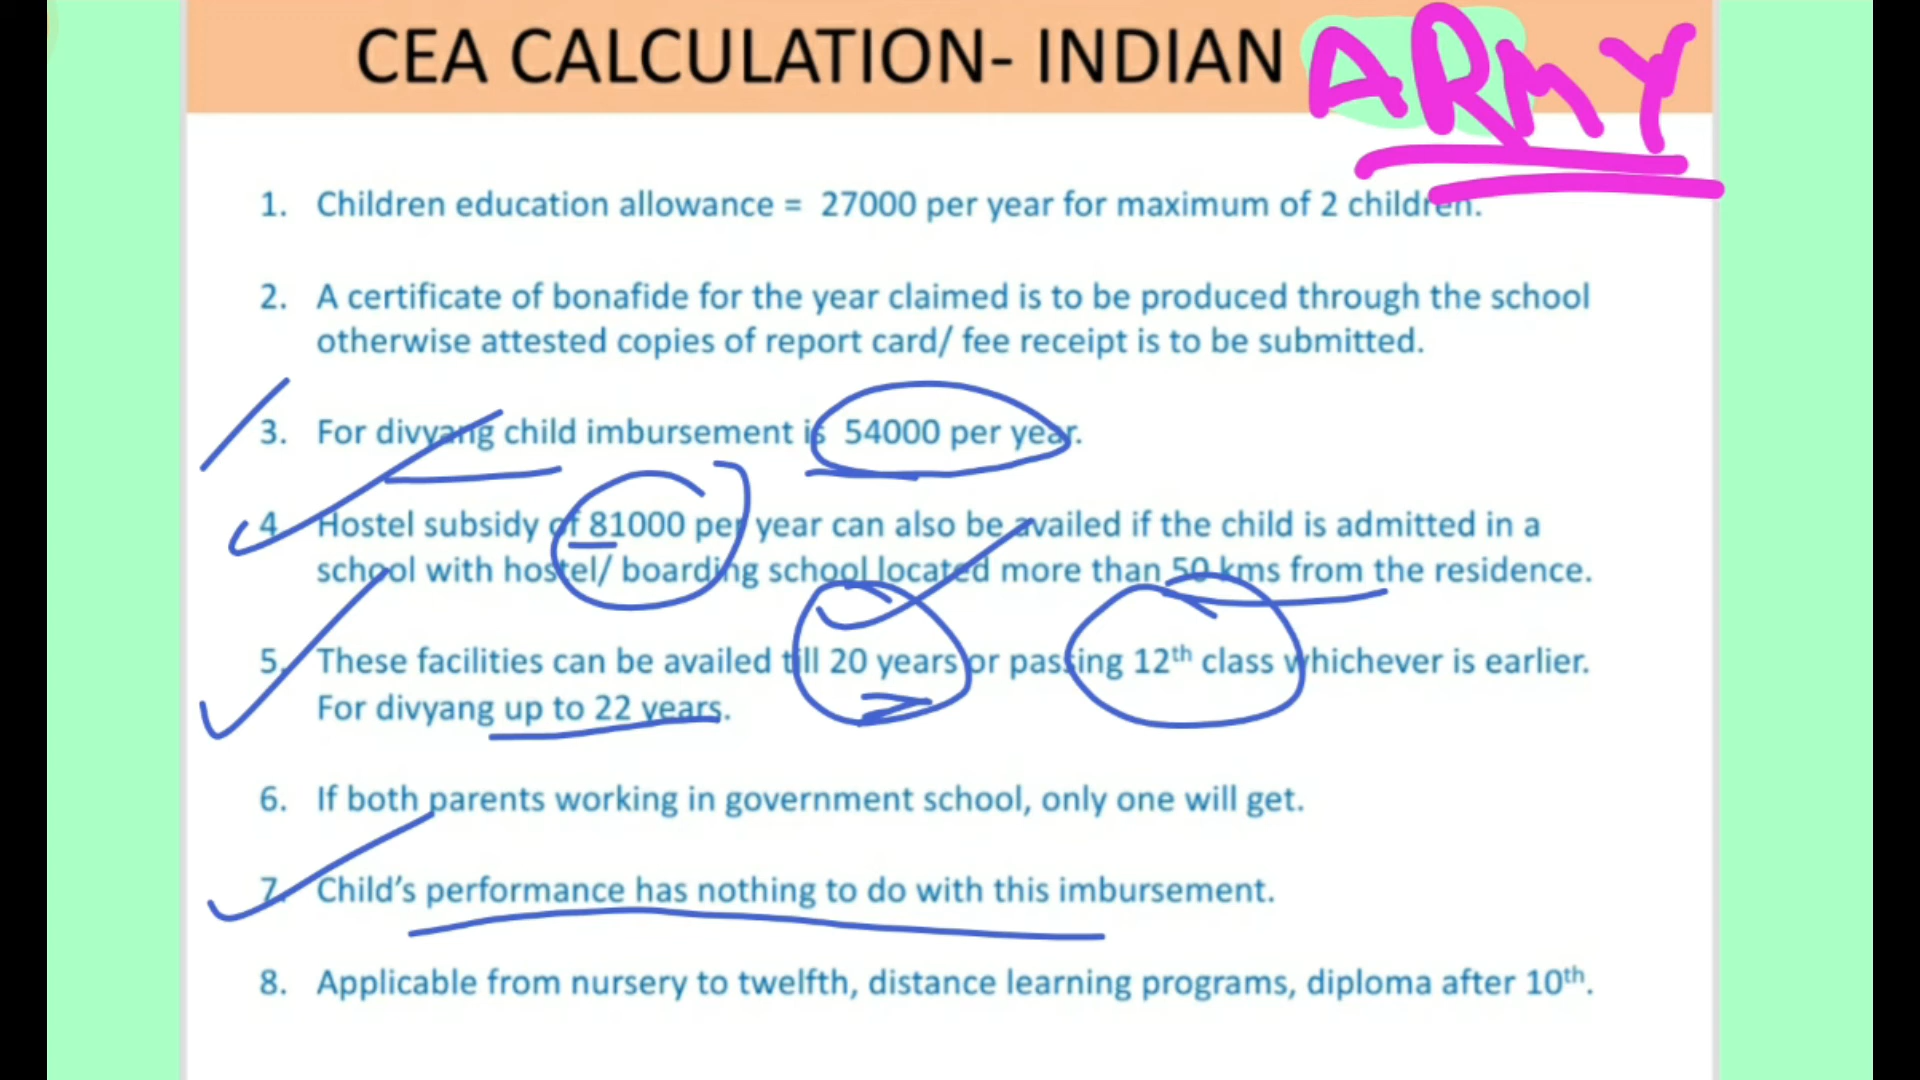 CEA CALCULATION- INDIAN ARMY
1. Children education allowance = 27000 per year for maximum of 2 children.
2. A certificate of bonafide for the year claimed is to be produced through the school
otherwise attested copies of report card/ fee receipt is to be submitted.
3. For divyang child imbursement is 54000 per year.
4. Hostel subsidy of 81000 per year can also be availed if the child is admitted in a
school with hostel/ boarding school located more than 50 kms from the residence.
5. These facilities can be availed till 20 years or passing 12th class whichever is earlier.
For divyang up to 22 years.
6. If both parents working in government school, only one will get.
7. Child’s performance has nothing to do with this imbursement.
8. Applicable from nursery to twelfth, distance learning programs, diploma after 10th.